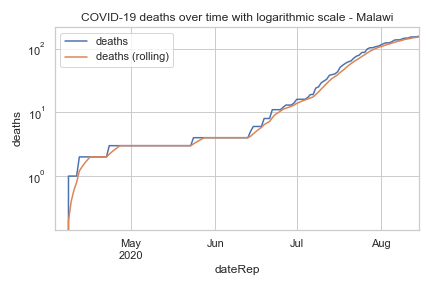 COVID-19 deaths over time with logarithmic scale - Malawi
deaths
deaths (rolling)
10²
10¹
10⁰
deaths
May
2020
Jun
Jul
Aug
dateRep